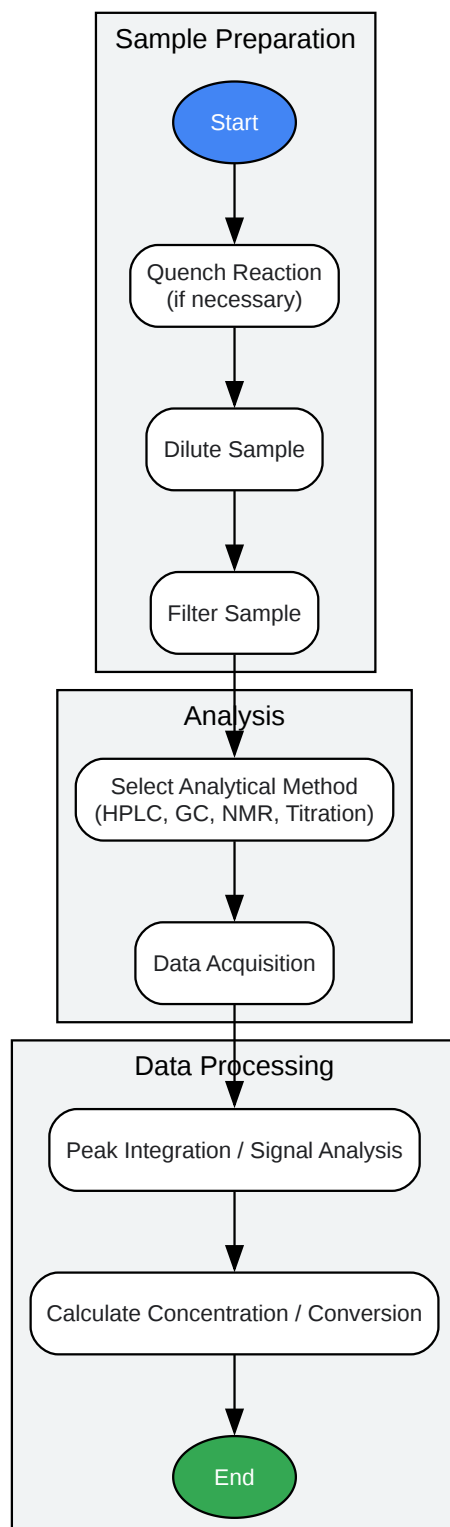 Sample Preparation
Start
Quench Reaction
(if necessary)
Dilute Sample
Filter Sample
Analysis
Select Analytical Method
(HPLC, GC, NMR, Titration)
Data Acquisition
Data Processing
Peak Integration / Signal Analysis
Calculate Concentration / Conversion
End